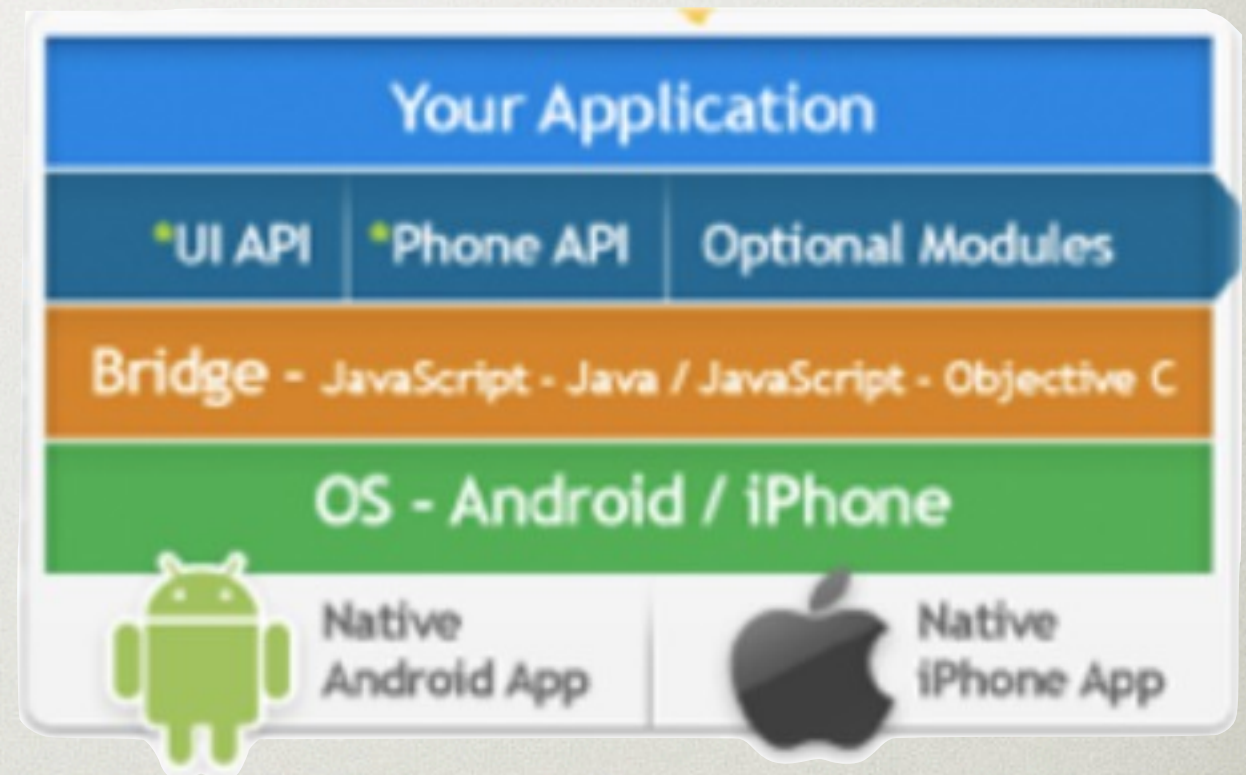 Your Application
*UI API
*Phone API
Optional Modules
Bridge - JavaScript - Java / JavaScript - Objective C
OS - Android / iPhone
Native
Android App
Native
iPhone App